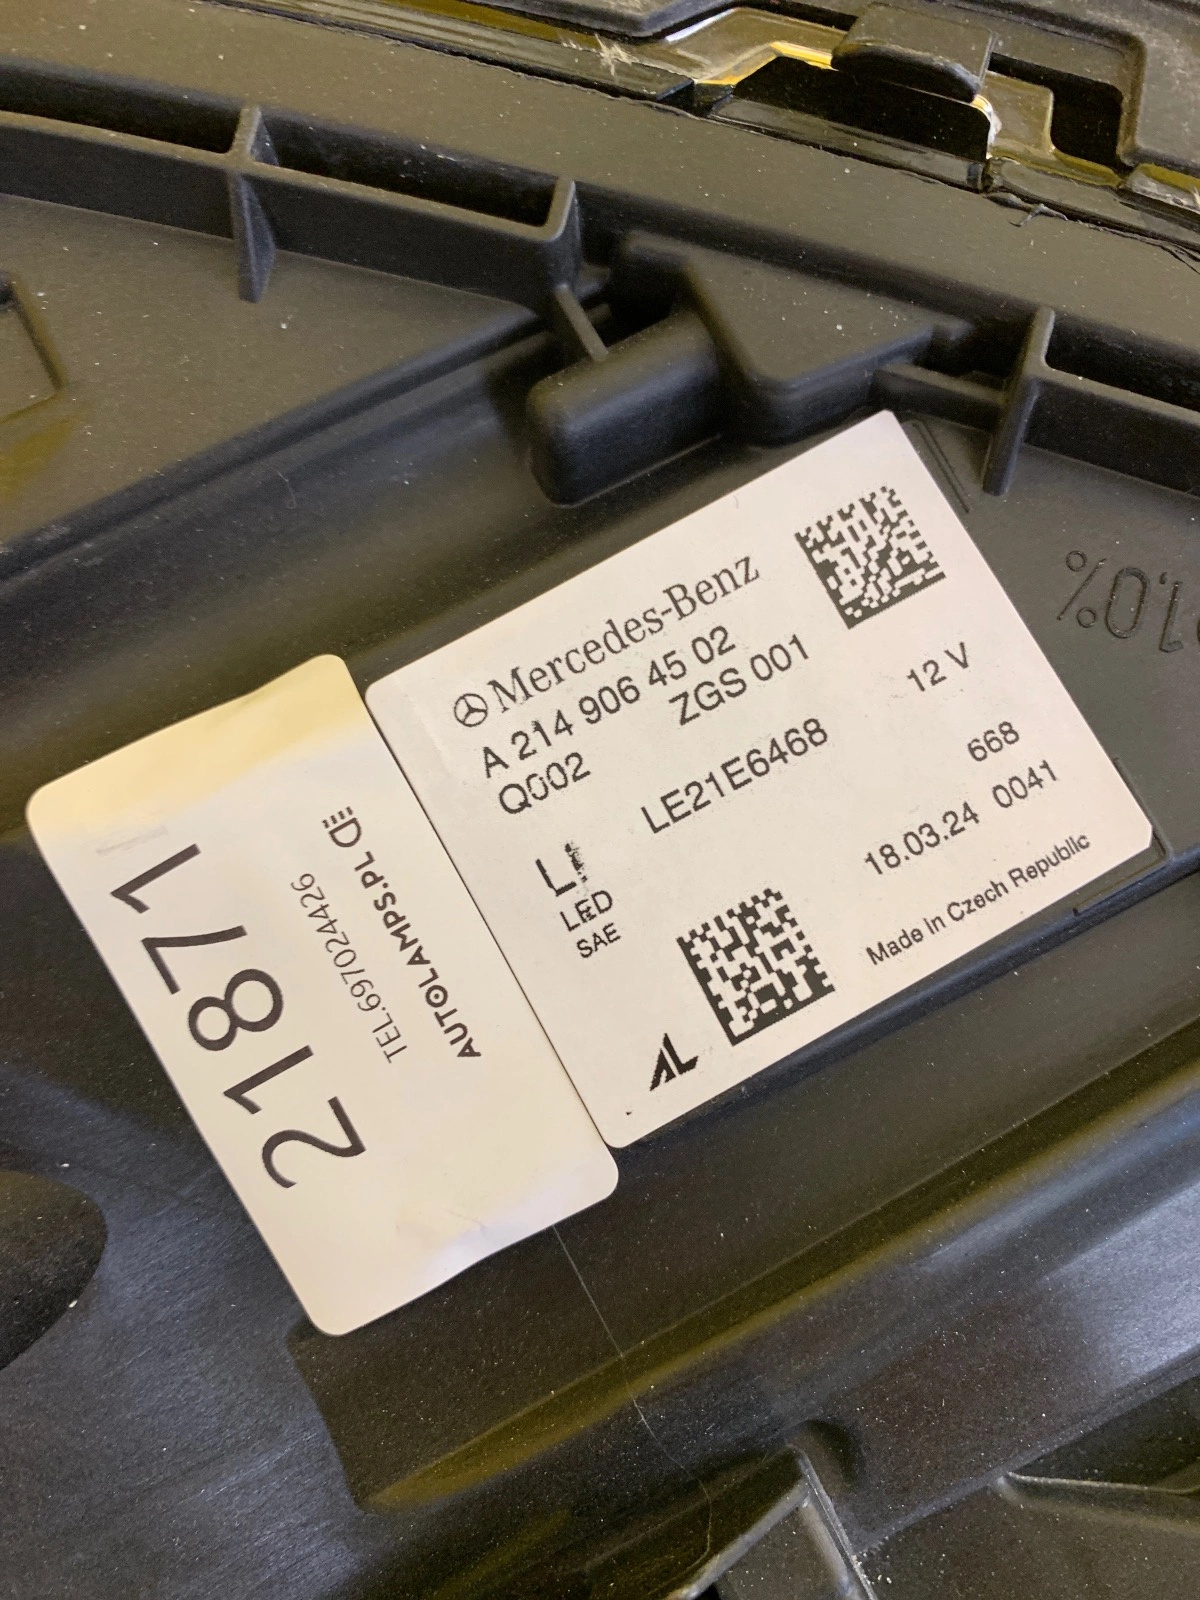 Mercedes-Benz
A 214 906 45 02
Q002 ZGS 001
12 V
LE21E6468
LED
SAE
668
18.03.24 0041
Made in Czech Republic
AL
21871
TEL.697024426
AUTOLAMPS.PL